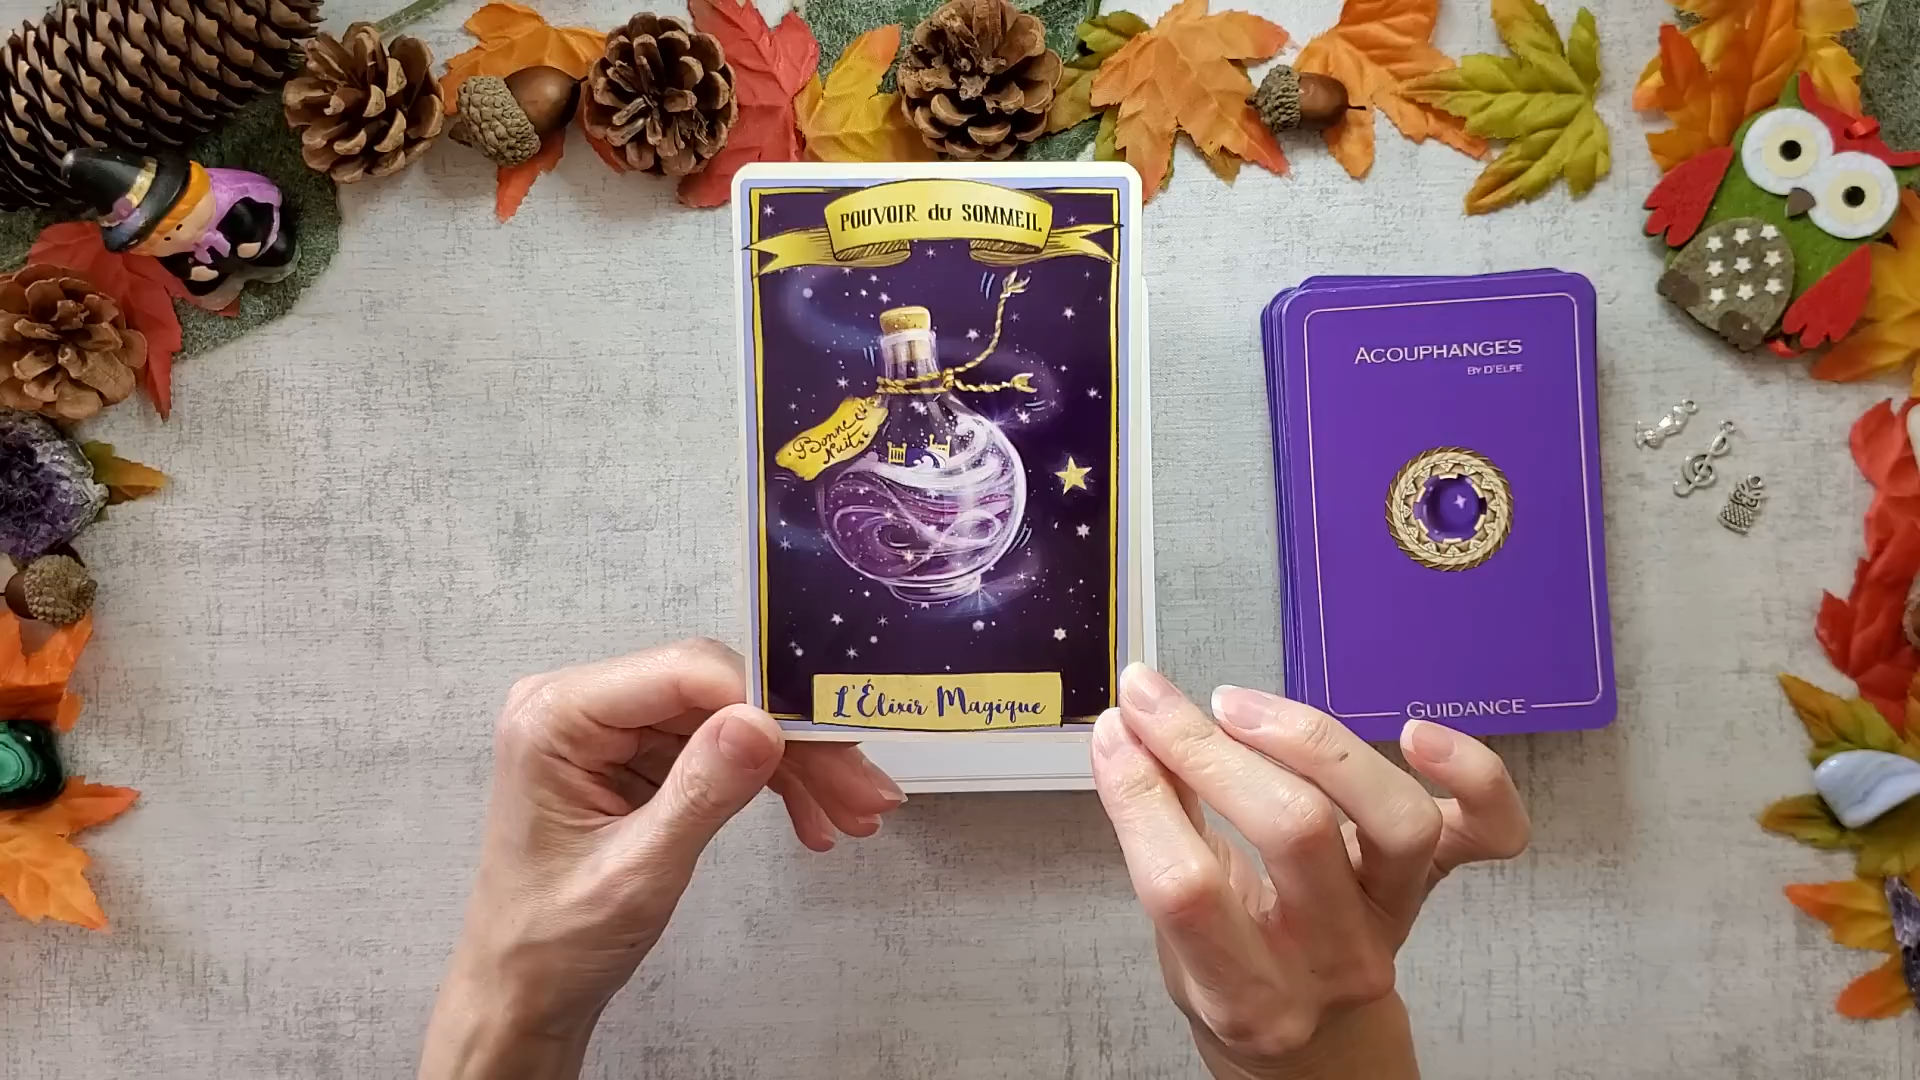 POUVOIR du SOMMEIL
Bonne
Nuit
L'Élixir Magique
ACOUPHANGES
BY D'ELFE
GUIDANCE